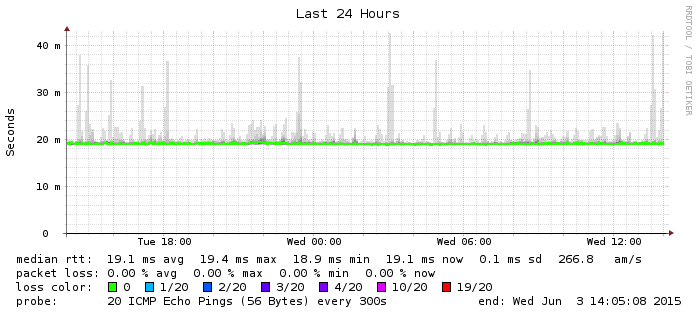 Last 24 Hours
RRDTOOL / TOBI OETIKER
Seconds
40 m
30 m
20 m
10 m
0
Tue 18:00 Wed 00:00 Wed 06:00 Wed 12:00
median rtt: 19.1 ms avg 19.4 ms max 18.9 ms min 19.1 ms now 0.1 ms sd 266.8 am/s
packet loss: 0.00 % avg 0.00 % max 0.00 % min 0.00 % now
loss color: 0 1/20 2/20 3/20 4/20 10/20 19/20
probe: 20 ICMP Echo Pings (56 Bytes) every 300s end: Wed Jun 3 14:05:08 2015